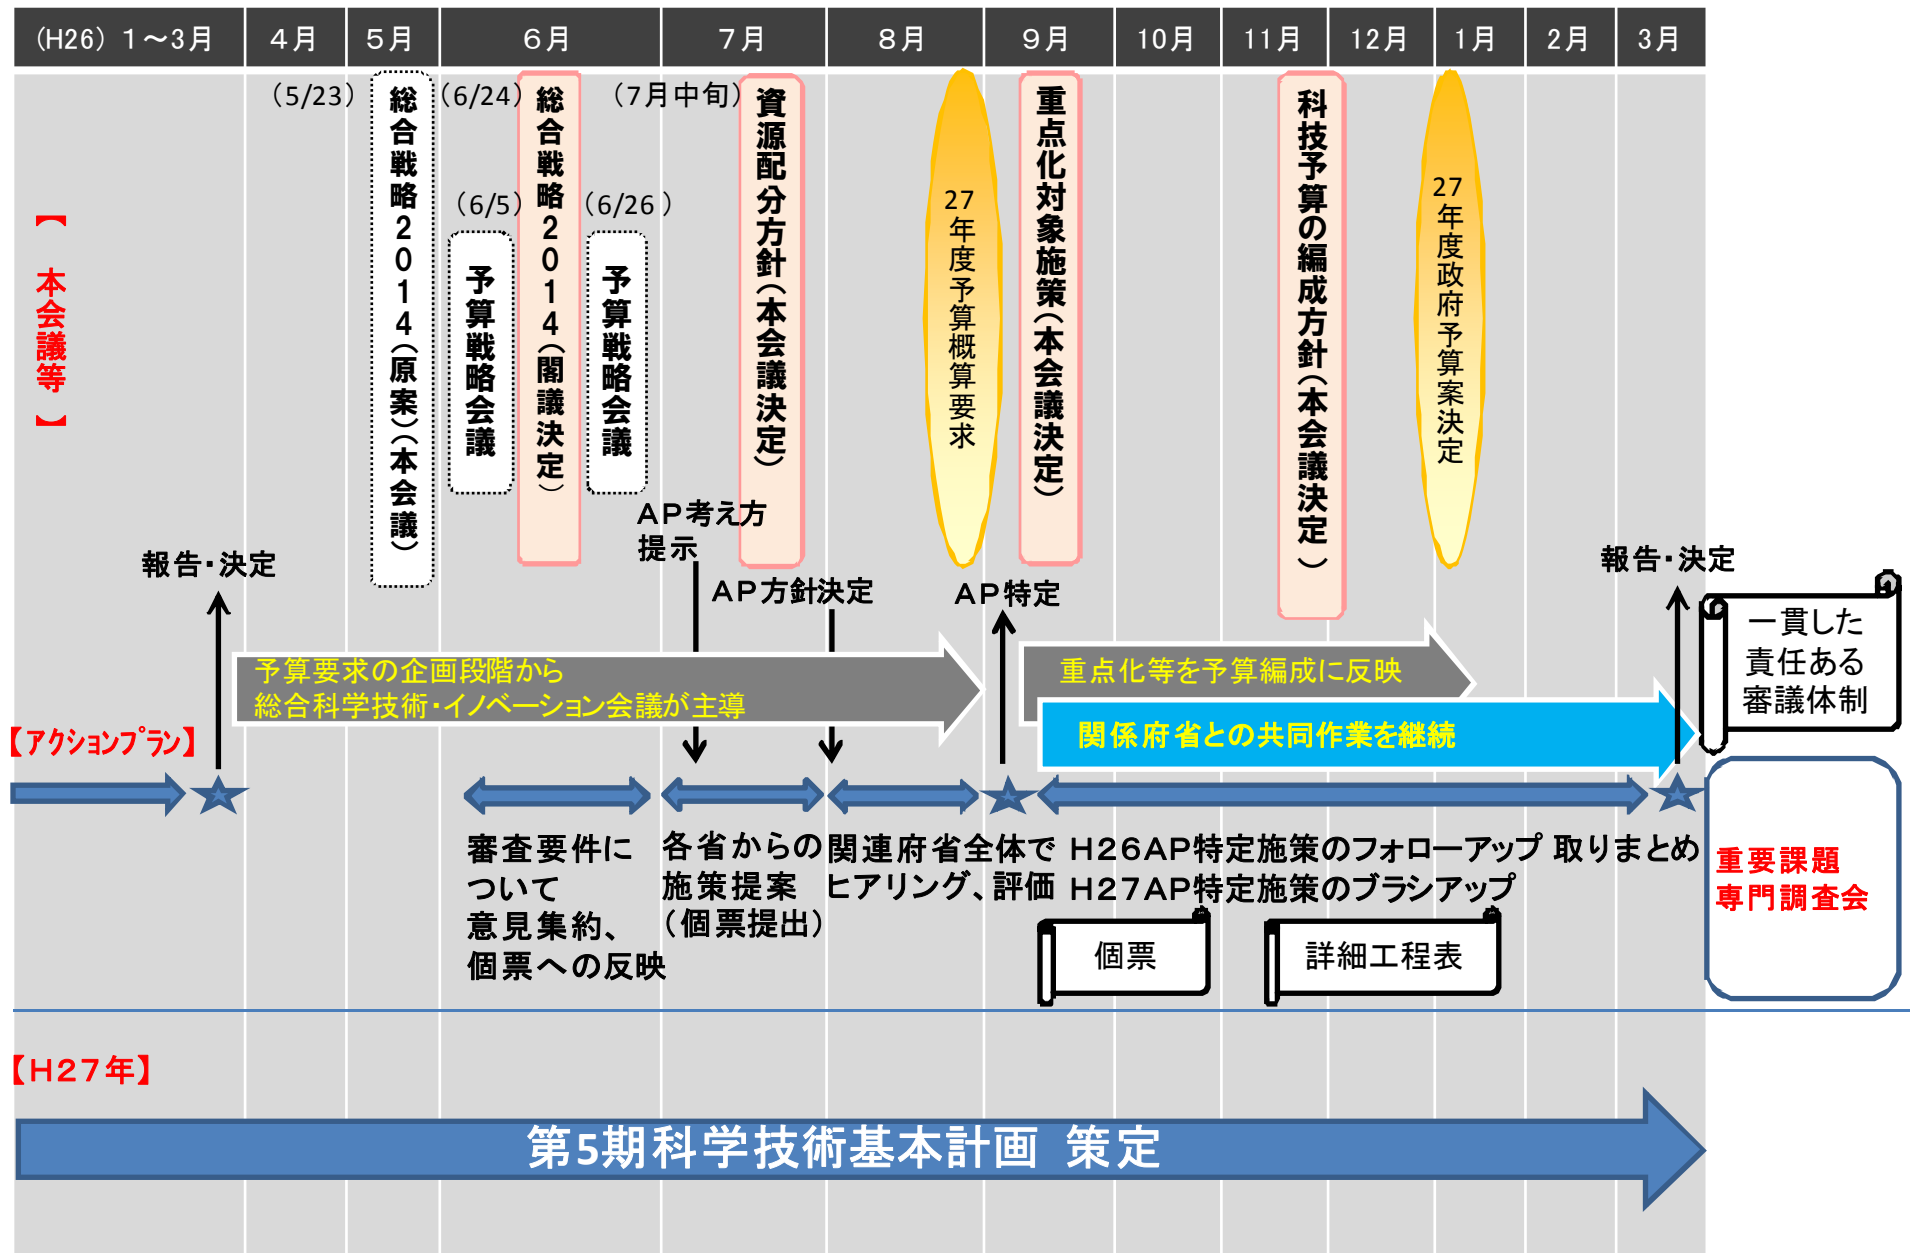 (H26) 1～3月
4月
5月
6月
7月
8月
9月
10月
11月
12月
1月
2月
3月
【本会議等】
（5/23）
総合戦略2014（原案）（本会議）
（6/5）
予算戦略会議
（6/24）
総合戦略2014（閣議決定）
（6/26）
予算戦略会議
（7月中旬）
資源配分方針（本会議決定）
27年度予算概算要求
重点化対象施策（本会議決定）
科技予算の編成方針（本会議決定）
27年度政府予算案決定
報告・決定
AP考え方
提示
AP方針決定
AP特定
報告・決定
一貫した
責任ある
審議体制
予算要求の企画段階から
総合科学技術・イノベーション会議が主導
重点化等を予算編成に反映
関係府省との共同作業を継続
【アクションプラン】
審査要件に
ついて
意見集約、
個票への反映
各省からの
施策提案
（個票提出）
関連府省全体で
ヒアリング、評価
H26AP特定施策のフォローアップ 取りまとめ
H27AP特定施策のブラシアップ
個票
詳細工程表
重要課題
専門調査会
【H27年】
第5期科学技術基本計画 策定